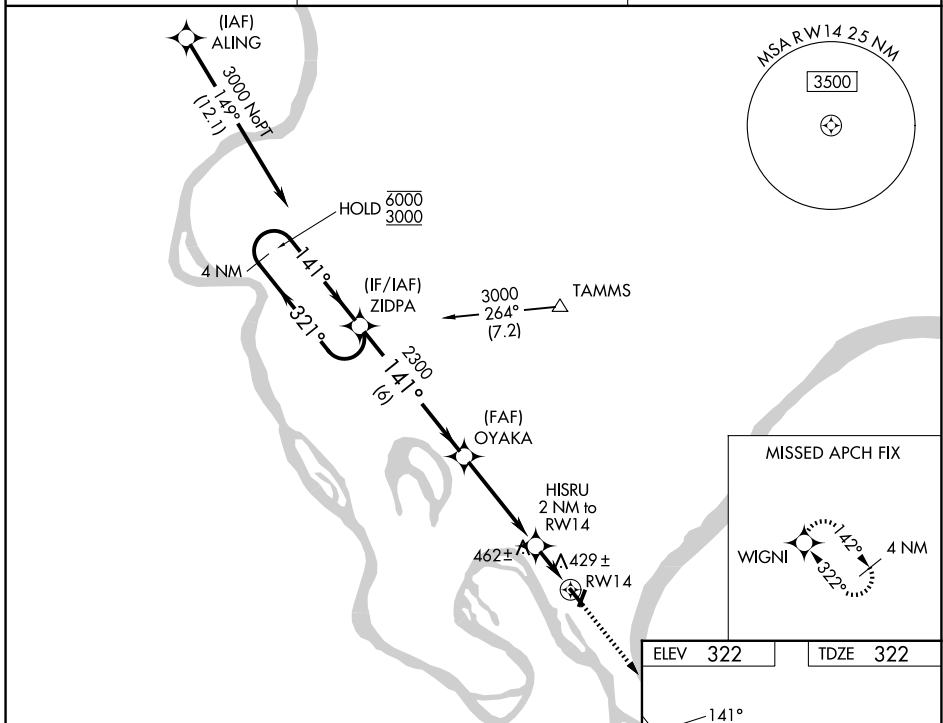 (IAF)
ALING
3000 NoPT
149°
(12.1)
MSA RW14 25 NM
3500
HOLD 6000
3000
4 NM
141°
321°
(IF/IAF)
ZIDPA
TAMMS
3000
264°
(7.2)
2300
141°
(6)
(FAF)
OYAKA
HISRU
2 NM to
RW14
462±
429 ±
RW14
MISSED APCH FIX
WIGNI
142°
322°
4 NM
ELEV 322
TDZE 322
141°